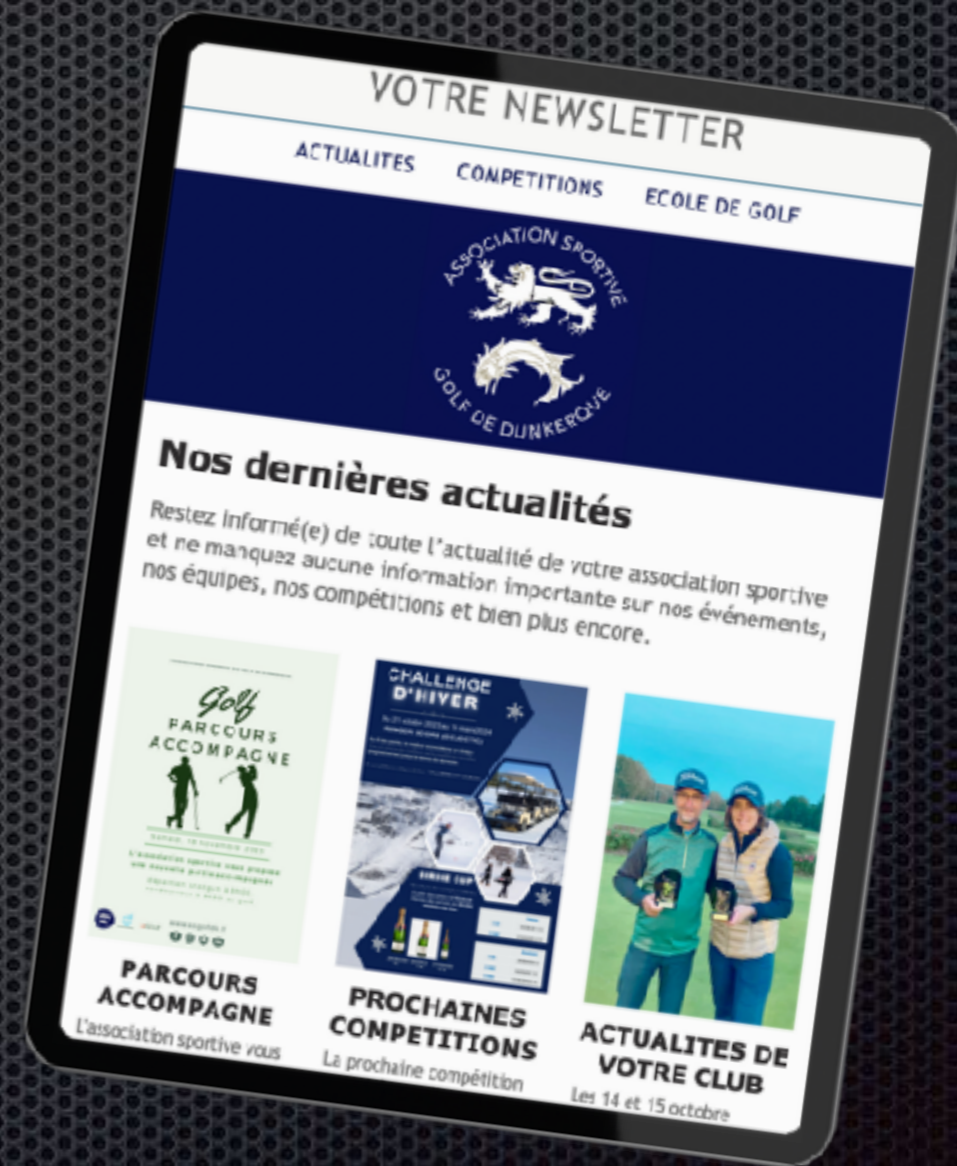 VOTRE NEWSLETTER
ACTUALITES COMPETITIONS ECOLE DE GOLF
ASSOCIATION SPORTIVE
GOLF DE DUNKERQUE
Nos dernières actualités
Restez informé(e) de toute l'actualité de votre association sportive
et ne manquez aucune information importante sur nos événements,
nos équipes, nos compétitions et bien plus encore.
Golf
PARCOURS
ACCOMPAGNE
CHALLENGE
D'HIVER
PARCOURS
ACCOMPAGNE
L'association sportive vous
PROCHAINES
COMPETITIONS
La prochaine compétition
ACTUALITES DE
VOTRE CLUB
Les 14 et 15 octobre